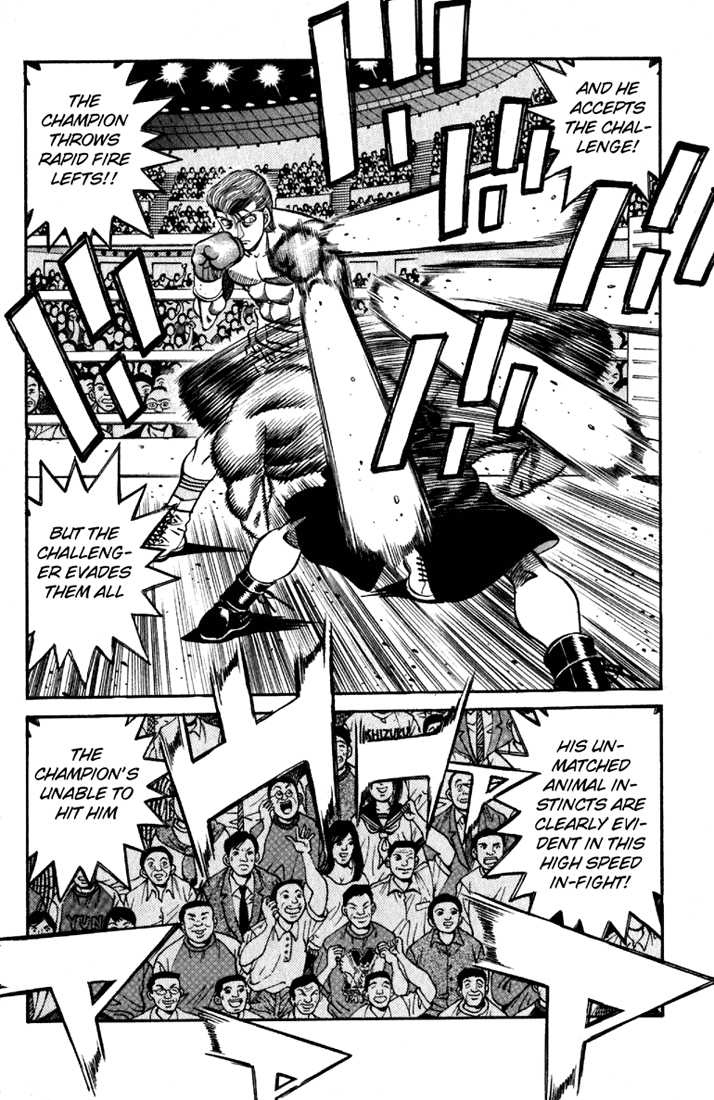 AND HE
ACCEPTS
THE CHAL-
LENGE!
THE
CHAMPION
THROWS
RAPID FIRE
LEFTS!!
BUT THE
CHALLENG-
ER EVADES
THEM ALL
HIS UN-
MATCHED
ANIMAL IN-
STINCTS ARE
CLEARLY EVI-
DENT IN THIS
HIGH SPEED
IN-FIGHT!
THE
CHAMPION'S
UNABLE TO
HIT HIM
SHIZUKU
YUN